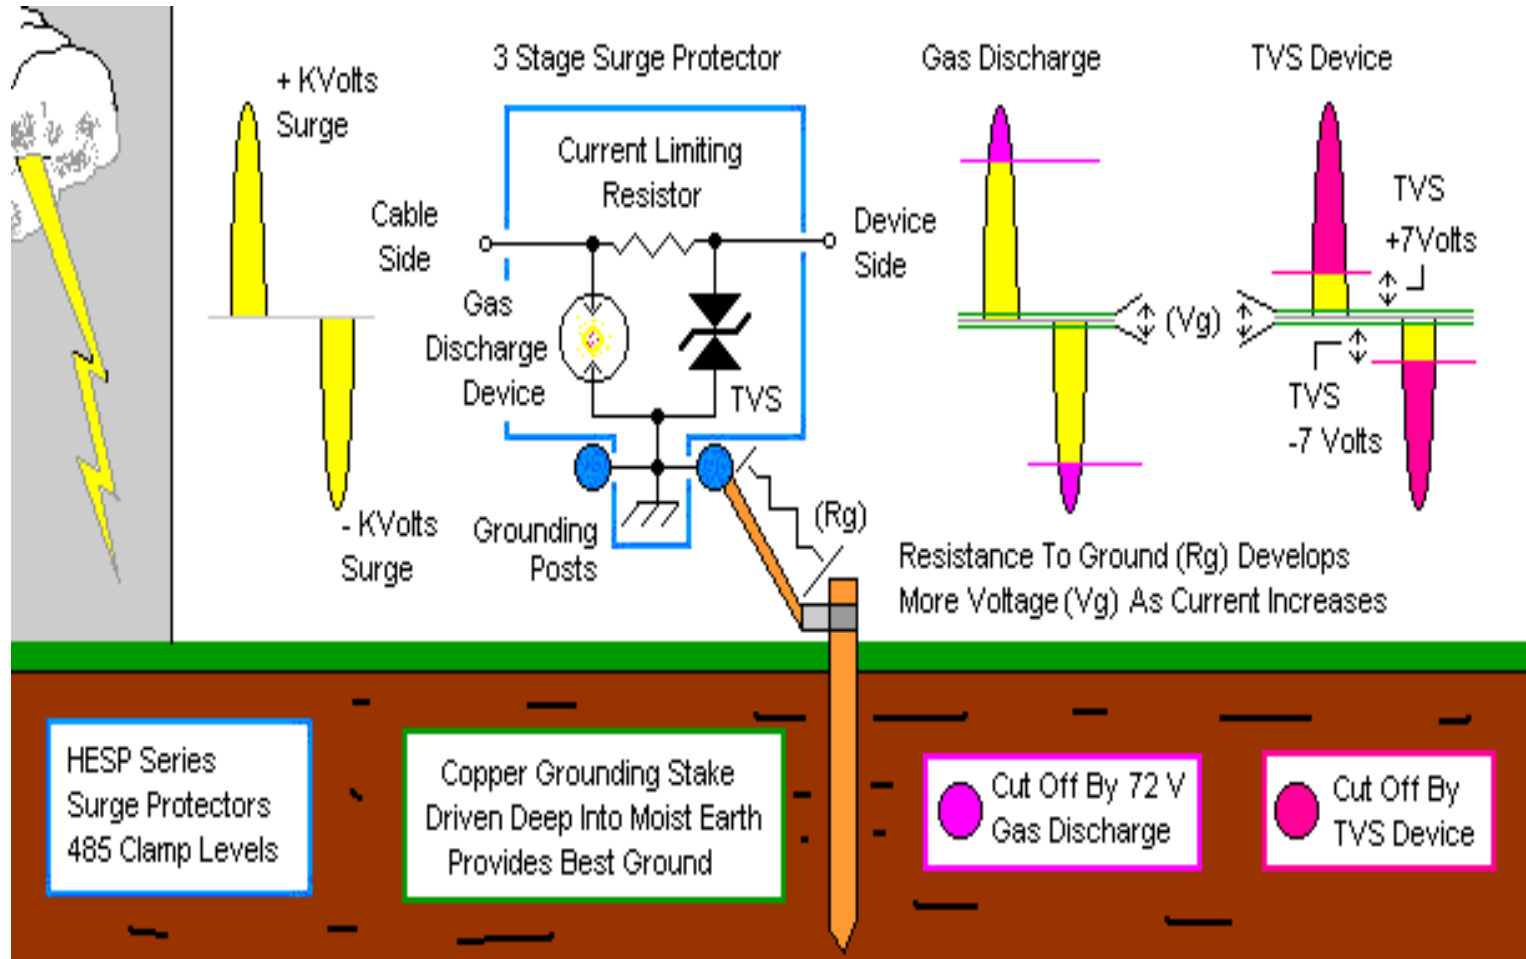 + KVolts
Surge
- KVolts
Surge
3 Stage Surge Protector
Current Limiting
Resistor
Cable
Side
Device
Side
Gas
Discharge
Device
TVS
Grounding
Posts
(Rg)
Gas Discharge
TVS Device
TVS
+7Volts
(Vg)
TVS
-7 Volts
Resistance To Ground (Rg) Develops
More Voltage (Vg) As Current Increases
HESP Series
Surge Protectors
485 Clamp Levels
Copper Grounding Stake
Driven Deep Into Moist Earth
Provides Best Ground
Cut Off By 72 V
Gas Discharge
Cut Off By
TVS Device